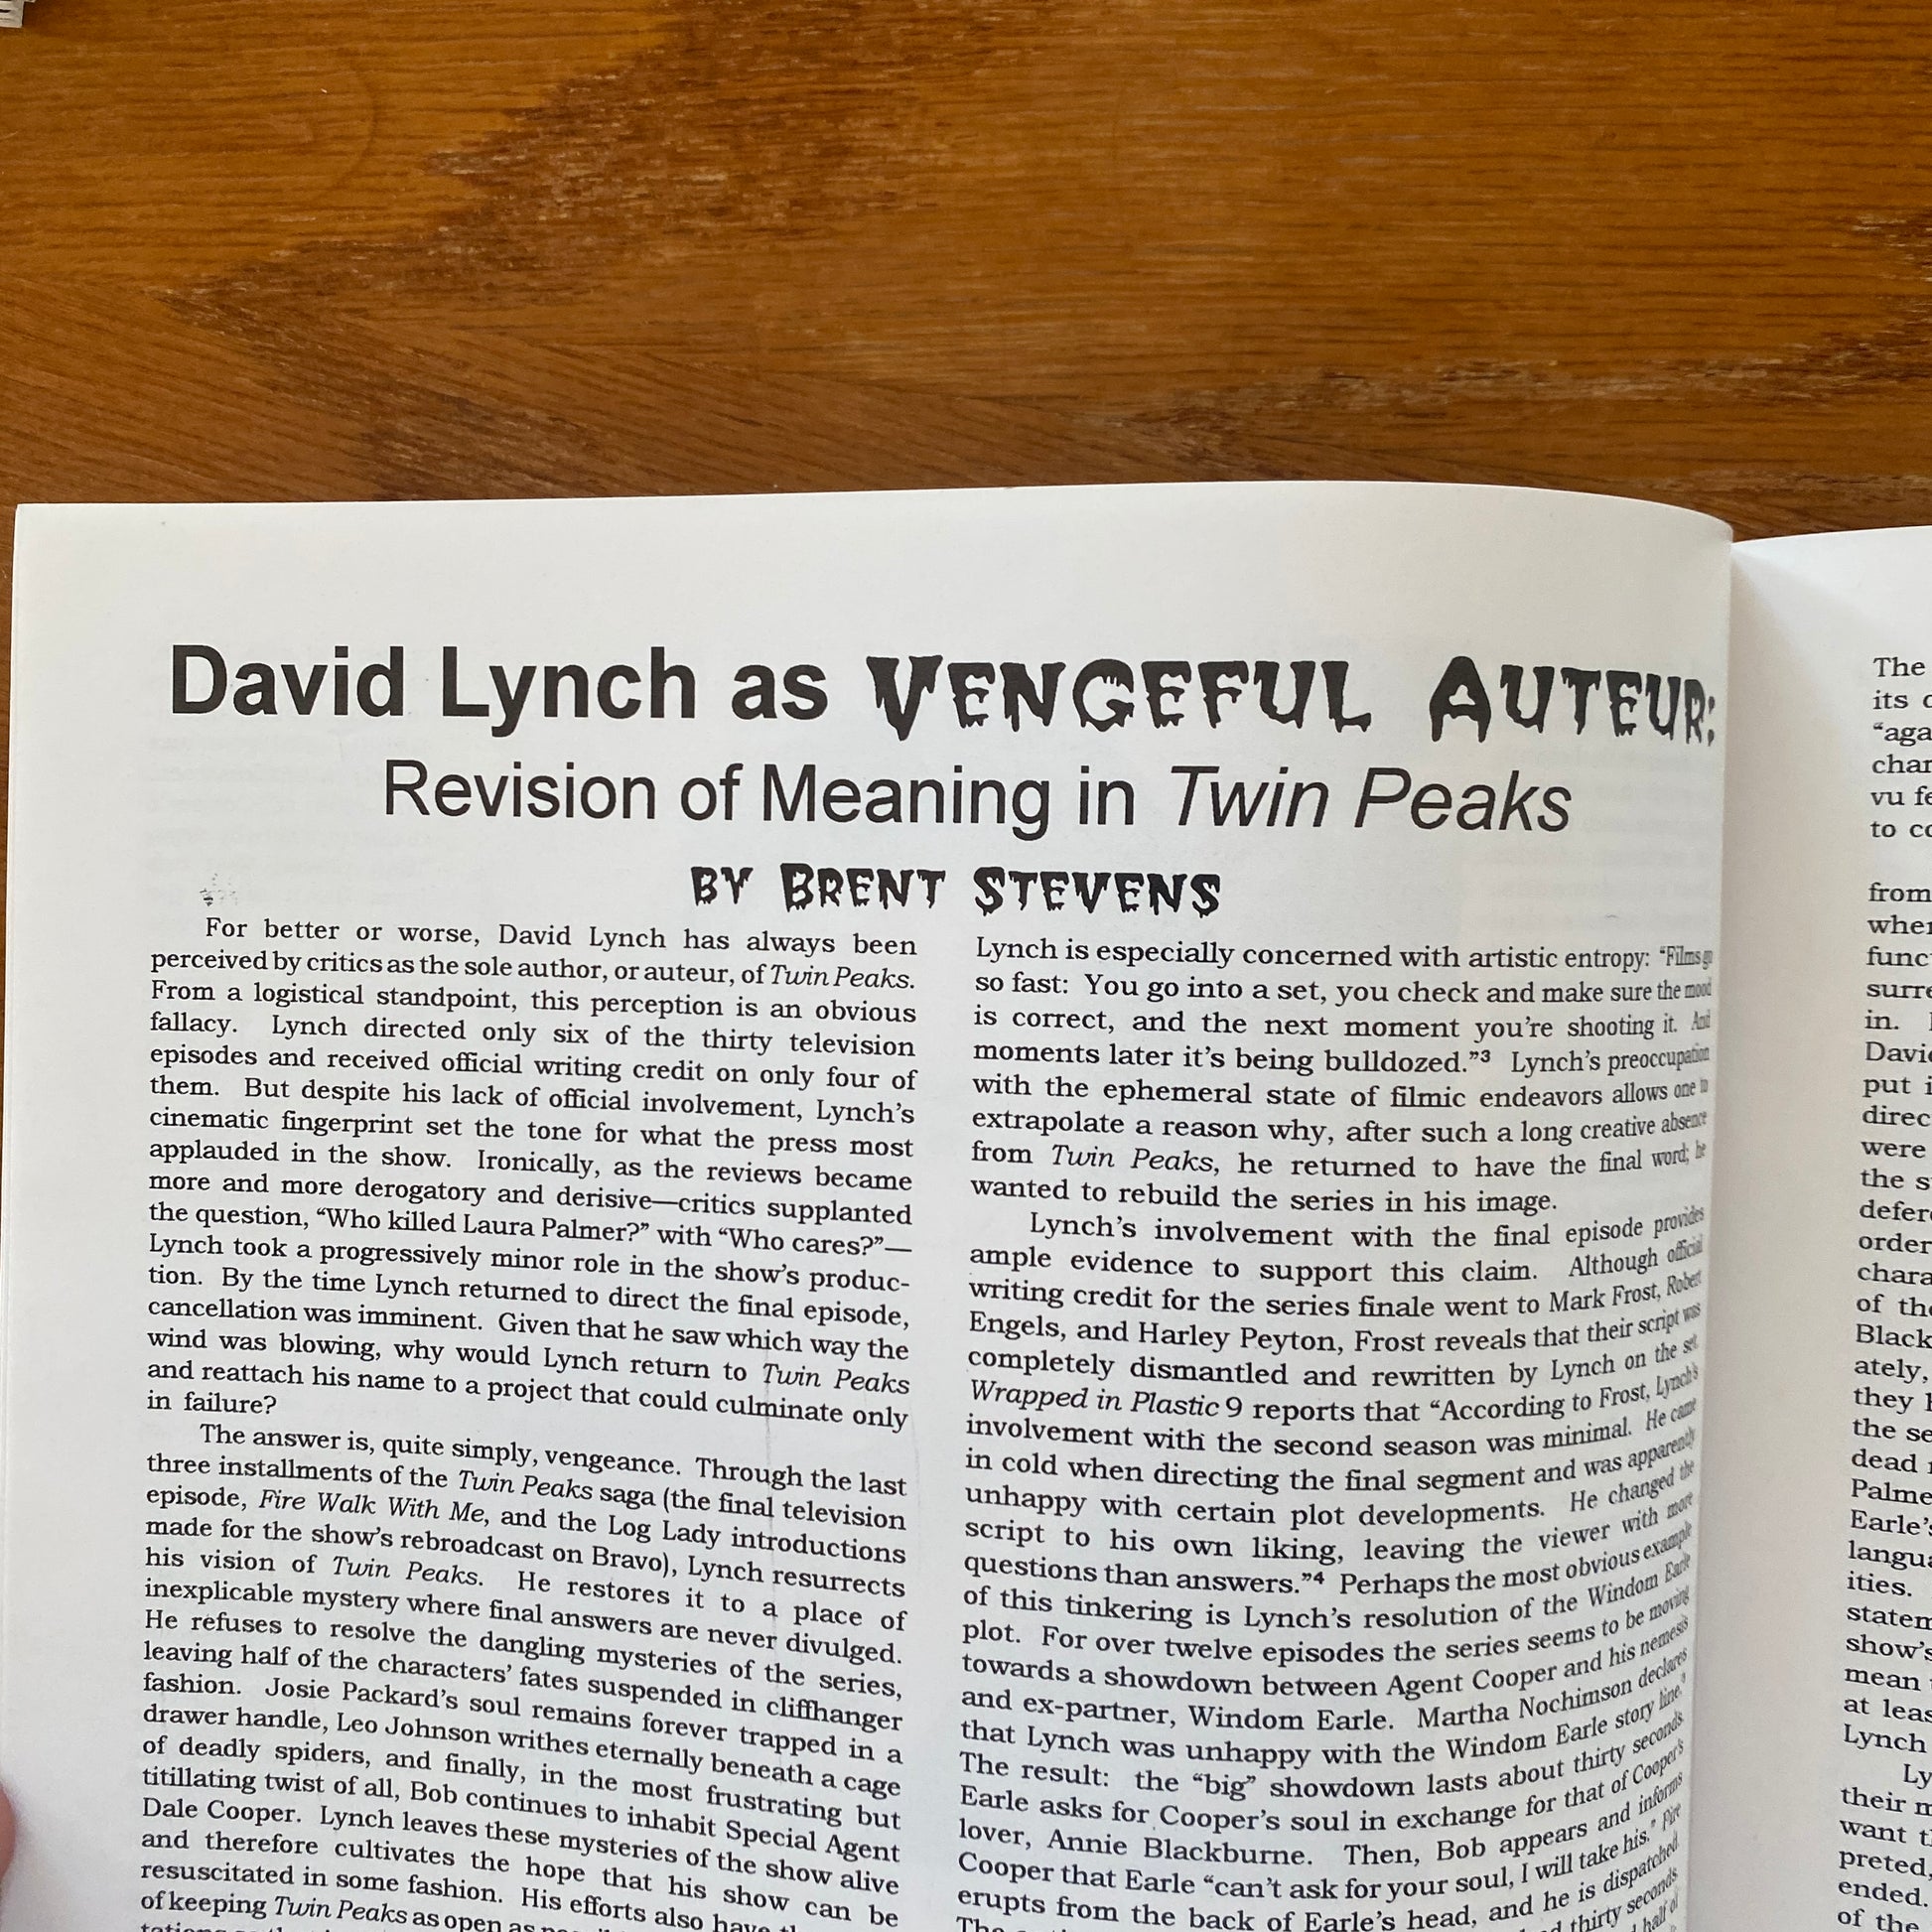 David Lynch as VENGEFUL AUTEUR:
Revision of Meaning in Twin Peaks
BY BRENT STEVENS
For better or worse, David Lynch has always been
perceived by critics as the sole author, or auteur, of Twin Peaks.
From a logistical standpoint, this perception is an obvious
fallacy. Lynch directed only six of the thirty television
episodes and received official writing credit on only four of
them. But despite his lack of official involvement, Lynch's
cinematic fingerprint set the tone for what the press most
applauded in the show. Ironically, as the reviews became
more and more derogatory and derisive—critics supplanted
the question, “Who killed Laura Palmer?” with “Who cares?”—
Lynch took a progressively minor role in the show's produc-
tion. By the time Lynch returned to direct the final episode,
cancellation was imminent. Given that he saw which way the
wind was blowing, why would Lynch return to Twin Peaks
and reattach his name to a project that could culminate only
in failure?
The answer is, quite simply, vengeance. Through the last
three installments of the Twin Peaks saga (the final television
episode, Fire Walk With Me, and the Log Lady introductions
made for the show's rebroadcast on Bravo), Lynch resurrects
his vision of Twin Peaks. He restores it to a place of
inexplicable mystery where final answers are never divulged.
He refuses to resolve the dangling mysteries of the series,
leaving half of the characters' fates suspended in cliffhanger
fashion. Josie Packard's soul remains forever trapped in a
drawer handle, Leo Johnson writhes eternally beneath a cage
of deadly spiders, and finally, in the most frustrating but
titillating twist of all, Bob continues to inhabit Special Agent
Dale Cooper. Lynch leaves these mysteries of the show alive
and therefore cultivates the hope that his show can be
resuscitated in some fashion. His efforts also have
of keeping Twin Peaks as open as
Lynch is especially concerned with artistic entropy: “Films go
so fast: You go into a set, you check and make sure the mood
is correct, and the next moment you're shooting it. And
moments later it's being bulldozed.”3 Lynch's preoccupation
with the ephemeral state of filmic endeavors allows one to
extrapolate a reason why, after such a long creative absence
from Twin Peaks, he returned to have the final word; he
wanted to rebuild the series in his image.
Lynch's involvement with the final episode provides
ample evidence to support this claim. Although official
writing credit for the series finale went to Mark Frost, Robert
Engels, and Harley Peyton, Frost reveals that their script was
completely dismantled and rewritten by Lynch on the set.
Wrapped in Plastic 9 reports that “According to Frost, Lynch's
involvement with the second season was minimal. He came
in cold when directing the final segment and was apparently
unhappy with certain plot developments. He changed the
script to his own liking, leaving the viewer with more
questions than answers.”4 Perhaps the most obvious example
of this tinkering is Lynch's resolution of the Windom Earle
plot. For over twelve episodes the series seems to be moving
towards a showdown between Agent Cooper and his nemesis
and ex-partner, Windom Earle. Martha Nochimson declares
that Lynch was unhappy with the Windom Earle story line.
The result: the “big” showdown lasts about thirty seconds.
Earle asks for Cooper's soul in exchange for that of Cooper's
lover, Annie Blackburne. Then, Bob appears and informs
Cooper that Earle “can't ask for your soul, I will take his.” Fire
erupts from the back of Earle's head, and he is dispatched.
thirty seconds
half of
The
its
“aga
char
vu fe
to co
from
when
func
surre
in.
David
put i
direc
were
the s
defer
order
chara
of the
Black
ately,
they
the se
dead
Palme
Earle's
langua
ities.
statem
show's
mean
at leas
Lynch
Ly
their m
want t
preted,
ended.
of the